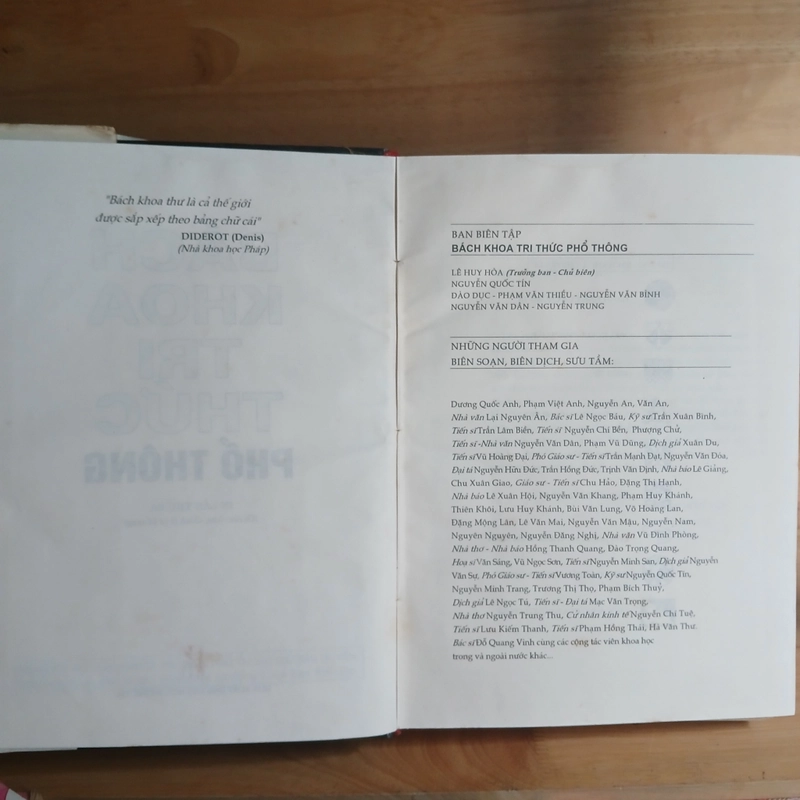 "Bách khoa thư là cả thế giới
được sắp xếp theo bảng chữ cái"
DIDEROT (Denis)
(Nhà khoa học Pháp)
BAN BIÊN TẬP
BÁCH KHOA TRI THỨC PHỔ THÔNG
LÊ HUY HÒA (Trưởng ban - Chủ biên)
NGUYỄN QUỐC TÍN
ĐÀO DỤC - PHẠM VĂN THIỀU - NGUYỄN VĂN BÌNH
NGUYỄN VĂN DÂN - NGUYỄN TRUNG
NHỮNG NGƯỜI THAM GIA
BIÊN SOẠN, BIÊN DỊCH, SƯU TẦM:
Dương Quốc Anh, Phạm Việt Anh, Nguyễn An, Văn An,
Nhà văn Lại Nguyên Ân, Bác sĩ Lê Ngọc Báu, Kỹ sư Trần Xuân Bình,
Tiến sĩ Trần Lâm Biền, Tiến sĩ Nguyễn Chí Bền, Phượng Chử,
Tiến sĩ -Nhà văn Nguyễn Văn Dân, Phạm Vũ Dũng, Dịch giả Xuân Du,
Tiến sĩ Vũ Hoàng Đại, Phó Giáo sư - Tiến sĩ Trần Mạnh Đạt, Nguyễn Văn Đóa,
Đại tá Nguyễn Hữu Đức, Trần Hồng Đức, Trịnh Văn Định, Nhà báo Lê Giảng,
Chu Xuân Giao, Giáo sư - Tiến sĩ Chu Hảo, Đặng Thị Hạnh,
Nhà báo Lê Xuân Hội, Nguyễn Văn Khang, Phạm Huy Khánh,
Thiên Khôi, Lưu Huy Khánh, Bùi Văn Lung, Võ Hoàng Lan,
Đặng Mộng Lân, Lê Văn Mai, Nguyễn Văn Mậu, Nguyễn Nam,
Nguyên Nguyên, Nguyễn Đăng Nghị, Nhà văn Vũ Đình Phòng,
Nhà thơ - Nhà báo Hồng Thanh Quang, Đào Trọng Quang,
Hoạ sĩ Văn Sáng, Vũ Ngọc Sơn, Tiến sĩ Nguyễn Minh San, Dịch giả Nguyễn
Văn Sự, Phó Giáo sư - Tiến sĩ Vương Toàn, Kỹ sư Nguyễn Quốc Tín,
Nguyễn Minh Trang, Trương Thị Thọ, Phạm Bích Thuỷ,
Dịch giả Lê Ngọc Tú, Tiến sĩ - Đại tá Mạc Văn Trọng,
Nhà thơ Nguyễn Trung Thu, Cử nhân kinh tế Nguyễn Chí Tuệ,
Tiến sĩ Lưu Kiếm Thanh, Tiến sĩ Phạm Hồng Thái, Hà Văn Thư.
Bác sĩ Đỗ Quang Vinh cùng các cộng tác viên khoa học
trong và ngoài nước khác...